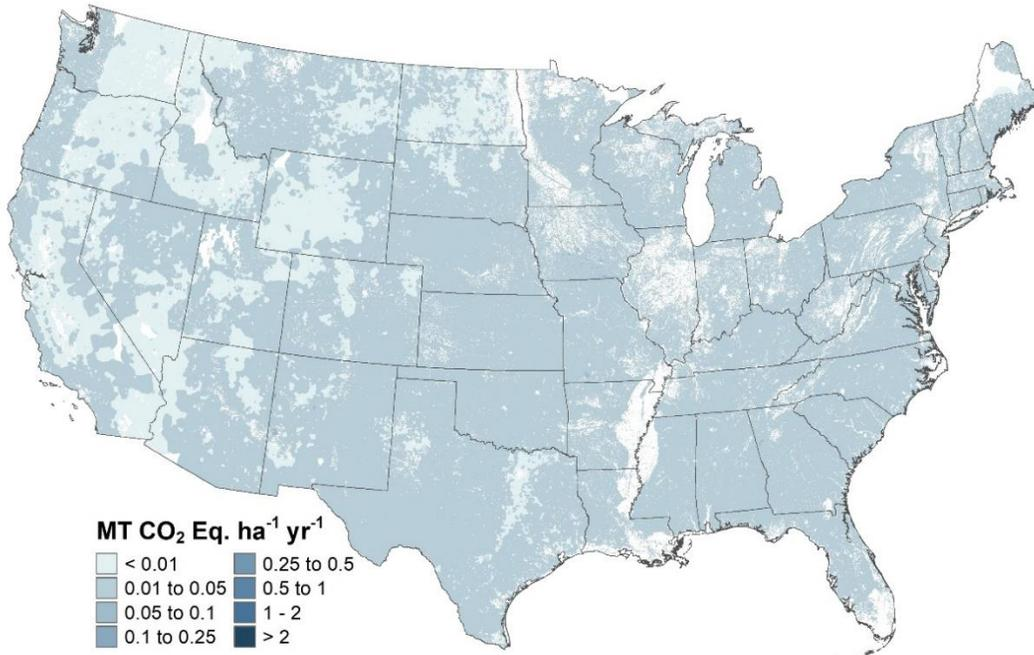 MT CO₂ Eq. ha⁻¹ yr⁻¹
< 0.01
0.01 to 0.05
0.05 to 0.1
0.1 to 0.25
0.25 to 0.5
0.5 to 1
1 - 2
> 2